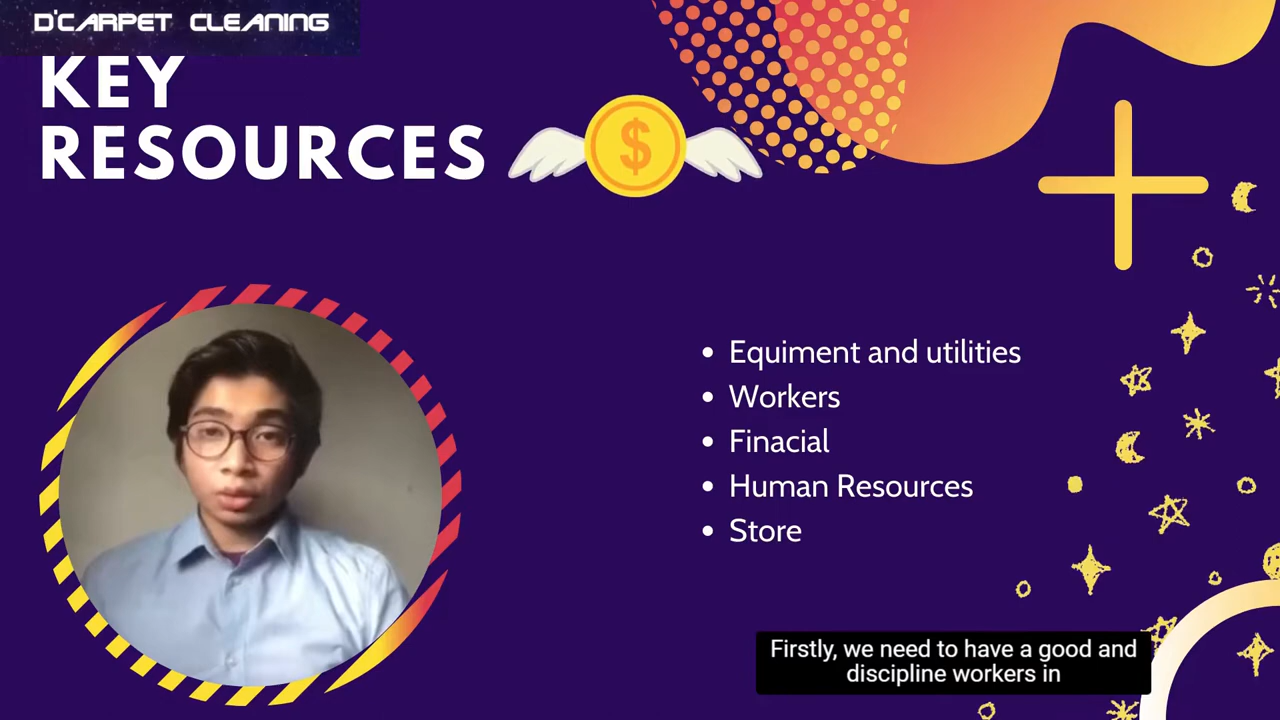 D'CARPET CLEANING
KEY
RESOURCES
$
• Equiment and utilities
• Workers
• Finacial
• Human Resources
• Store
Firstly, we need to have a good and
discipline workers in